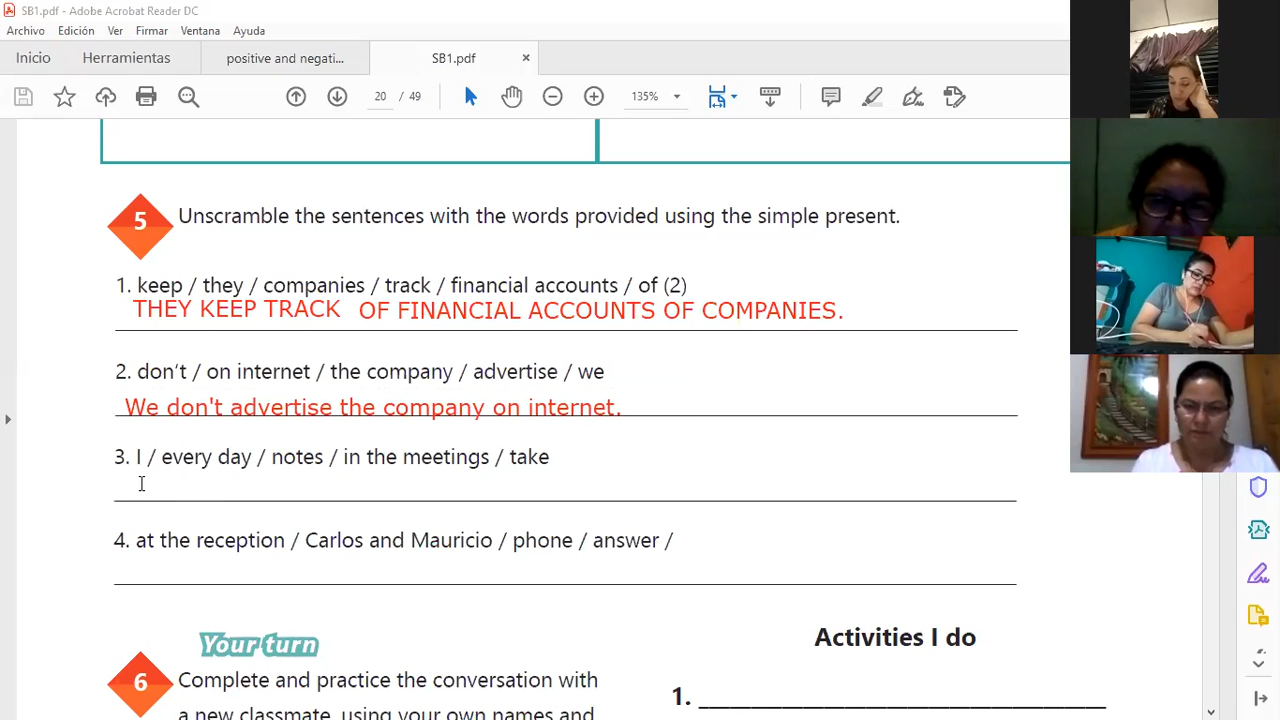 SB1.pdf - Adobe Acrobat Reader DC
Archivo Edición Ver Firmar Ventana Ayuda
Inicio Herramientas positive and negati... SB1.pdf ×
20 / 49 135%
5 Unscramble the sentences with the words provided using the simple present.
1. keep / they / companies / track / financial accounts / of (2)
THEY KEEP TRACK OF FINANCIAL ACCOUNTS OF COMPANIES.
2. don't / on internet / the company / advertise / we
We don't advertise the company on internet.
3. I / every day / notes / in the meetings / take
4. at the reception / Carlos and Mauricio / phone / answer /
Your turn
Activities I do
6 Complete and practice the conversation with
1. ___________________________________
a new classmate, using your own names and